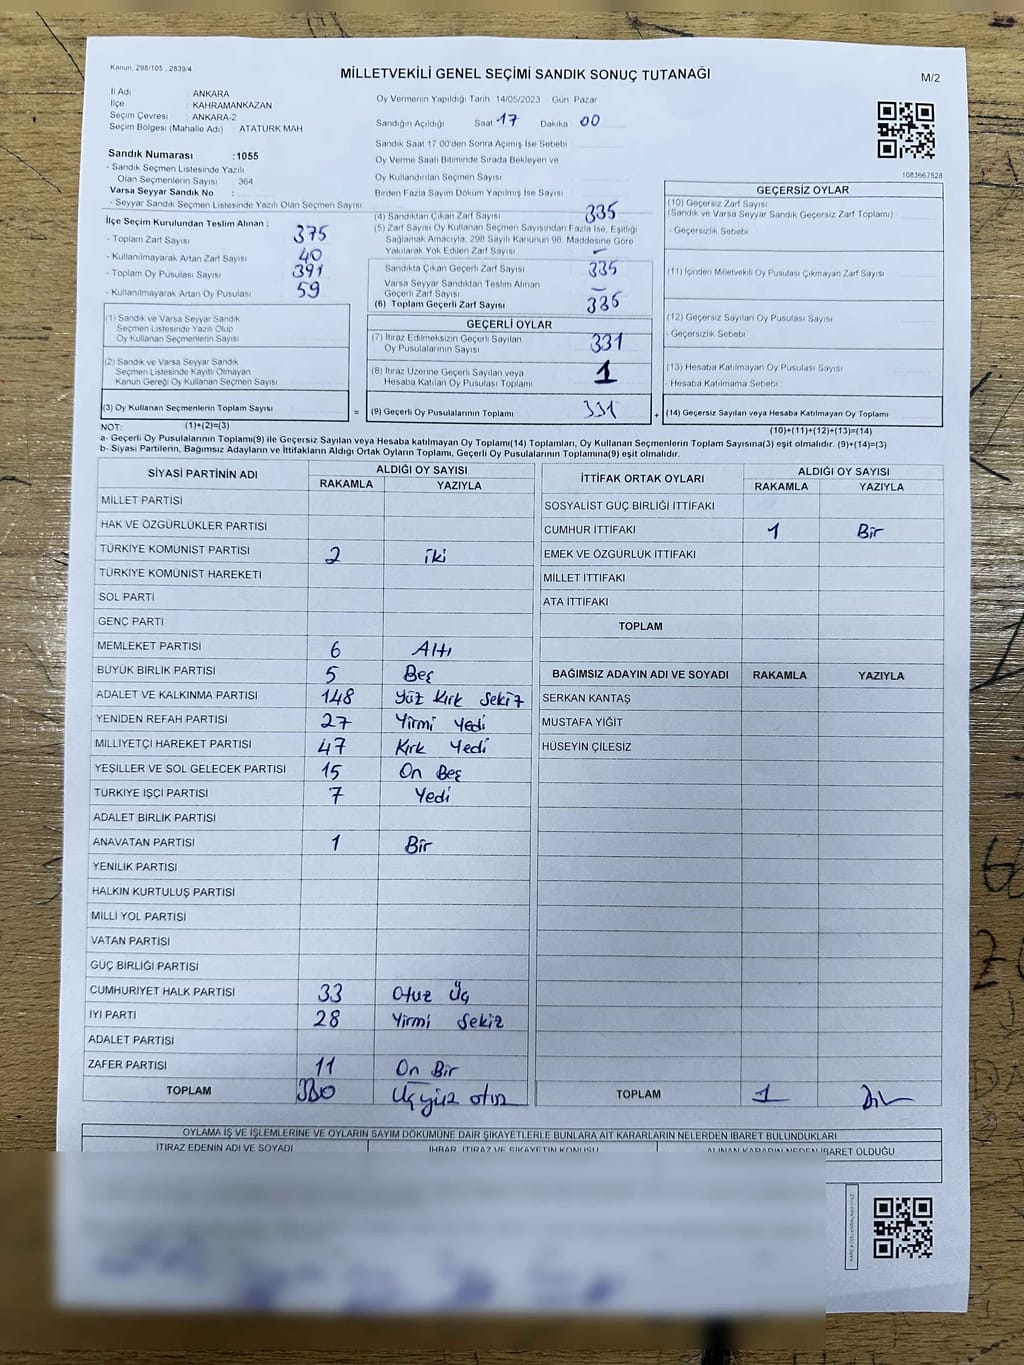 Kanun, 298/105 , 2839/4
MİLLETVEKİLİ GENEL SEÇİMİ SANDIK SONUÇ TUTANAĞI
M/2
İl Adı ANKARA
İlçe KAHRAMANKAZAN
Seçim Çevresi : ANKARA-2
Seçim Bölgesi (Mahalle Adı) : ATATÜRK MAH
Oy Vermenin Yapıldığı Tarih 14/05/2023 Gün: Pazar
Sandığın Açıldığı Saat 17 Dakika 00
Sandık Saat 17:00'den Sonra Açımış İse Sebebi
Oy Verme Saati Bitiminde Sırada Bekleyen ve
Oy Kullandırılan Seçmen Sayısı
Birden Fazla Sayım Döküm Yapılmış İse Sayısı
1083667528
Sandık Numarası :1055
- Sandık Seçmen Listesinde Yazılı
Olan Seçmenlerin Sayısı : 364
Varsa Seyyar Sandık No :
- Seyyar Sandık Seçmen Listesinde Yazılı Olan Seçmen Sayısı
İlçe Seçim Kurulundan Teslim Alınan :
- Toplam Zarf Sayısı 375
- Kullanılmayarak Artan Zarf Sayısı 40
- Toplam Oy Pusulası Sayısı 391
- Kullanılmayarak Artan Oy Pusulası 59
(1) Sandık ve Varsa Seyyar Sandık
Seçmen Listesinde Yazılı Olup
Oy Kullanan Seçmenlerin Sayısı
(2) Sandık ve Varsa Seyyar Sandık
Seçmen Listesinde Kayıtlı Olmayan
Kanun Gereği Oy Kullanan Seçmen Sayısı
(3) Oy Kullanan Seçmenlerin Toplam Sayısı
(1)+(2)=(3)
(4) Sandıktan Çıkan Zarf Sayısı 335
(5) Zarf Sayısı Oy Kullanan Seçmen Sayısından Fazla İse, Eşitliği
Sağlamak Amacıyla, 298 Sayılı Kanunun 98. Maddesine Göre
Yakılarak Yok Edilen Zarf Sayısı –
Sandıkta Çıkan Geçerli Zarf Sayısı 335
Varsa Seyyar Sandıktan Teslim Alınan
Geçerli Zarf Sayısı –
(6) Toplam Geçerli Zarf Sayısı 335
GEÇERLİ OYLAR
(7) İtiraz Edilmeksizin Geçerli Sayılan
Oy Pusulalarının Sayısı 331
(8) İtiraz Üzerine Geçerli Sayılan veya
Hesaba Katılan Oy Pusulası Toplamı 1
= (9) Geçerli Oy Pusulalarının Toplamı 331 +
GEÇERSİZ OYLAR
(10) Geçersiz Zarf Sayısı
(Sandık ve Varsa Seyyar Sandık Geçersiz Zarf Toplamı)
- Geçersizlik Sebebi
(11) İçinden Milletvekili Oy Pusulası Çıkmayan Zarf Sayısı
(12) Geçersiz Sayılan Oy Pusulası Sayısı
- Geçersizlik Sebebi
(13) Hesaba Katılmayan Oy Pusulası Sayısı
- Hesaba Katılmama Sebebi
(14) Geçersiz Sayılan veya Hesaba Katılmayan Oy Toplamı
(10)+(11)+(12)+(13)=(14)
NOT:
a- Geçerli Oy Pusulalarının Toplamı(9) ile Geçersiz Sayılan veya Hesaba katılmayan Oy Toplamı(14) Toplamları, Oy Kullanan Seçmenlerin Toplam Sayısına(3) eşit olmalıdır. (9)+(14)=(3)
b- Siyasi Partilerin, Bağımsız Adayların ve İttifakların Aldığı Ortak Oyların Toplamı, Geçerli Oy Pusulalarının Toplamına(9) eşit olmalıdır.
SİYASİ PARTİNİN ADI ALDIĞI OY SAYISI
RAKAMLA YAZIYLA
MİLLET PARTİSİ
HAK VE ÖZGÜRLÜKLER PARTİSİ
TÜRKİYE KOMÜNİST PARTİSİ 2 iki
TÜRKİYE KOMÜNİST HAREKETİ
SOL PARTİ
GENÇ PARTİ
MEMLEKET PARTİSİ 6 Altı
BÜYÜK BİRLİK PARTİSİ 5 Beş
ADALET VE KALKINMA PARTİSİ 148 Yüz Kırk Sekiz
YENİDEN REFAH PARTİSİ 27 Yirmi Yedi
MİLLİYETÇİ HAREKET PARTİSİ 47 Kırk Yedi
YEŞİLLER VE SOL GELECEK PARTİSİ 15 On Beş
TÜRKİYE İŞÇİ PARTİSİ 7 Yedi
ADALET BİRLİK PARTİSİ
ANAVATAN PARTİSİ 1 Bir
YENİLİK PARTİSİ
HALKIN KURTULUŞ PARTİSİ
MİLLİ YOL PARTİSİ
VATAN PARTİSİ
GÜÇ BİRLİĞİ PARTİSİ
CUMHURİYET HALK PARTİSİ 33 Otuz Üç
İYİ PARTİ 28 Yirmi Sekiz
ADALET PARTİSİ
ZAFER PARTİSİ 11 On Bir
TOPLAM 330 Üçyüz otuz
İTTİFAK ORTAK OYLARI ALDIĞI OY SAYISI
RAKAMLA YAZIYLA
SOSYALİST GÜÇ BİRLİĞİ İTTİFAKI
CUMHUR İTTİFAKI 1 Bir
EMEK VE ÖZGÜRLÜK İTTİFAKI
MİLLET İTTİFAKI
ATA İTTİFAKI
TOPLAM
BAĞIMSIZ ADAYIN ADI VE SOYADI RAKAMLA YAZIYLA
SERKAN KANTAŞ
MUSTAFA YİĞİT
HÜSEYİN ÇİLESİZ
TOPLAM 1 Bir
OYLAMA İŞ VE İŞLEMLERİNE VE OYLARIN SAYIM DÖKÜMÜNE DAİR ŞİKAYETLERLE BUNLARA AİT KARARLARIN NELERDEN İBARET BULUNDUKLARI
İTİRAZ EDENİN ADI VE SOYADI İHBAR, İTİRAZ VE ŞİKAYETİN KONUSU ALINAN KARARIN NEDEN İBARET OLDUĞU